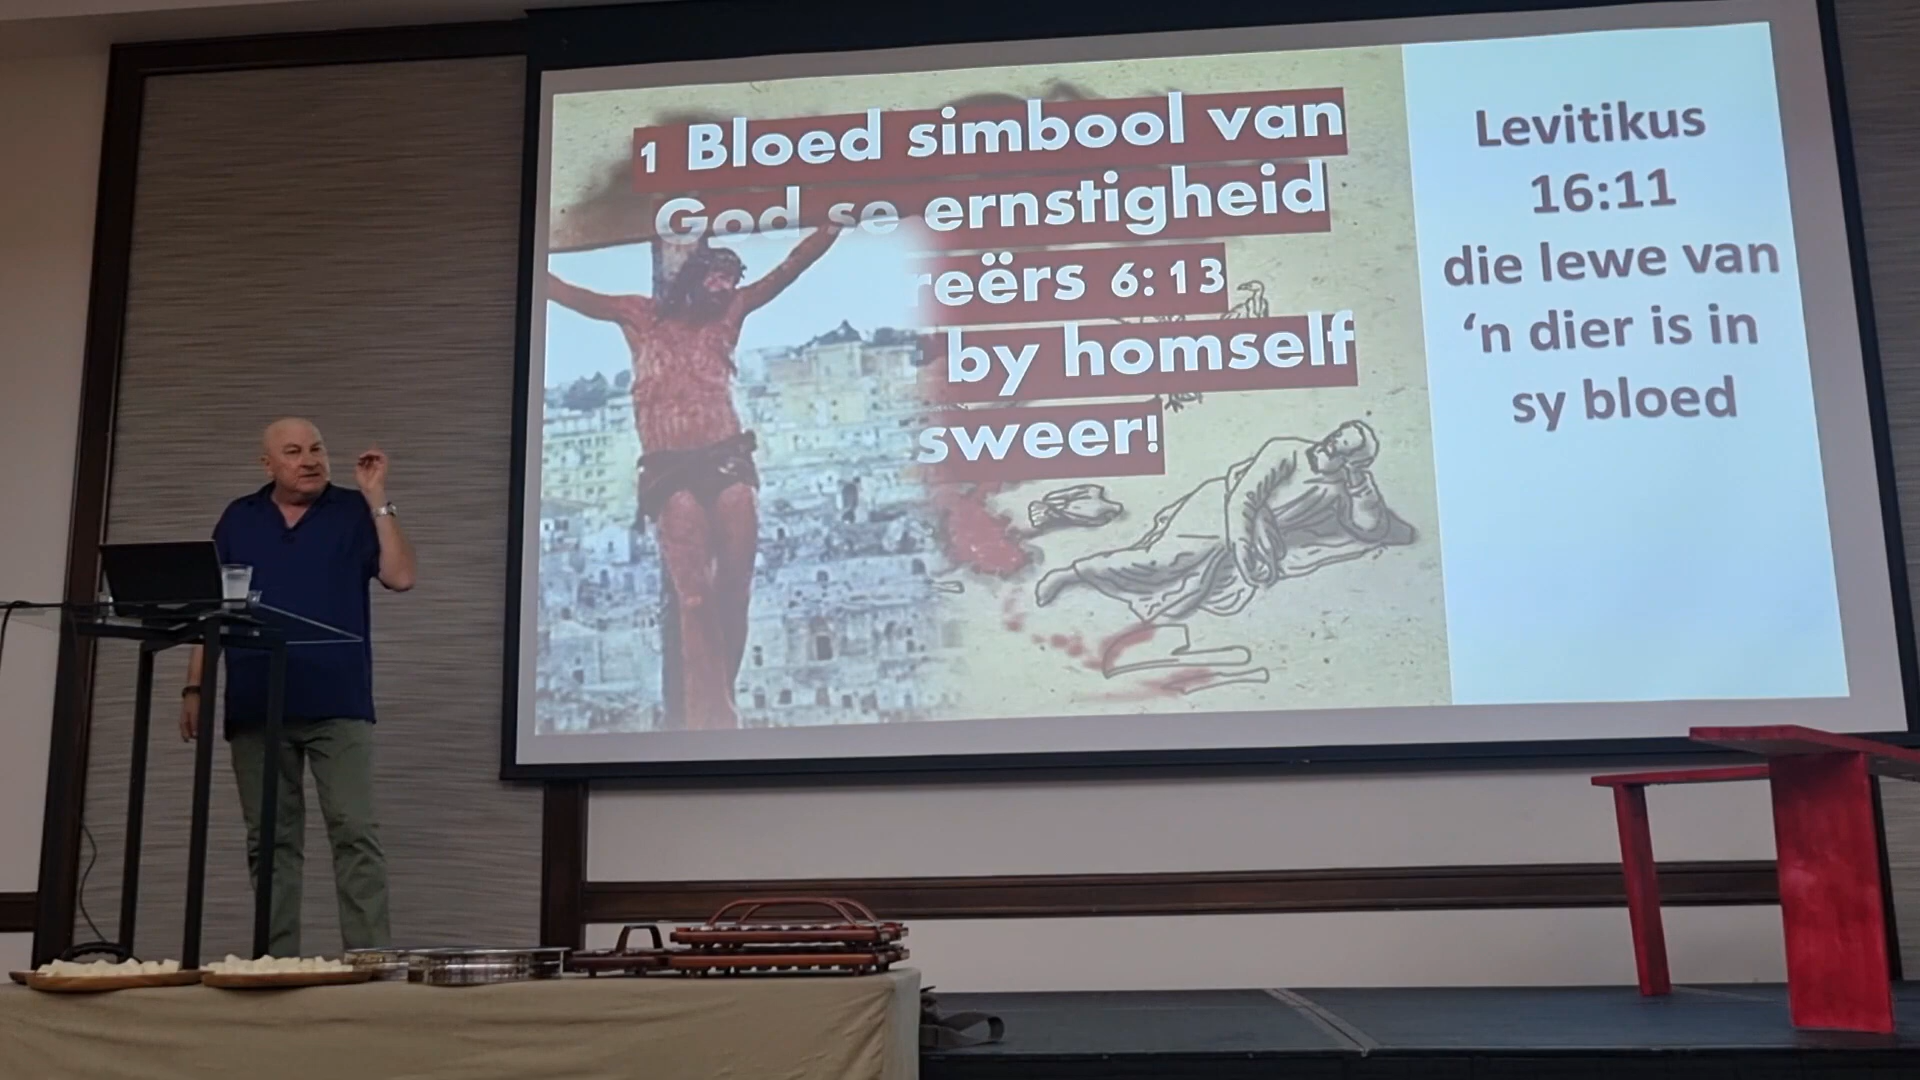 1 Bloed simbool van
God se ernstigheid
reërs 6:13
by homself
sweer!
Levitikus
16:11
die lewe van
‘n dier is in
sy bloed